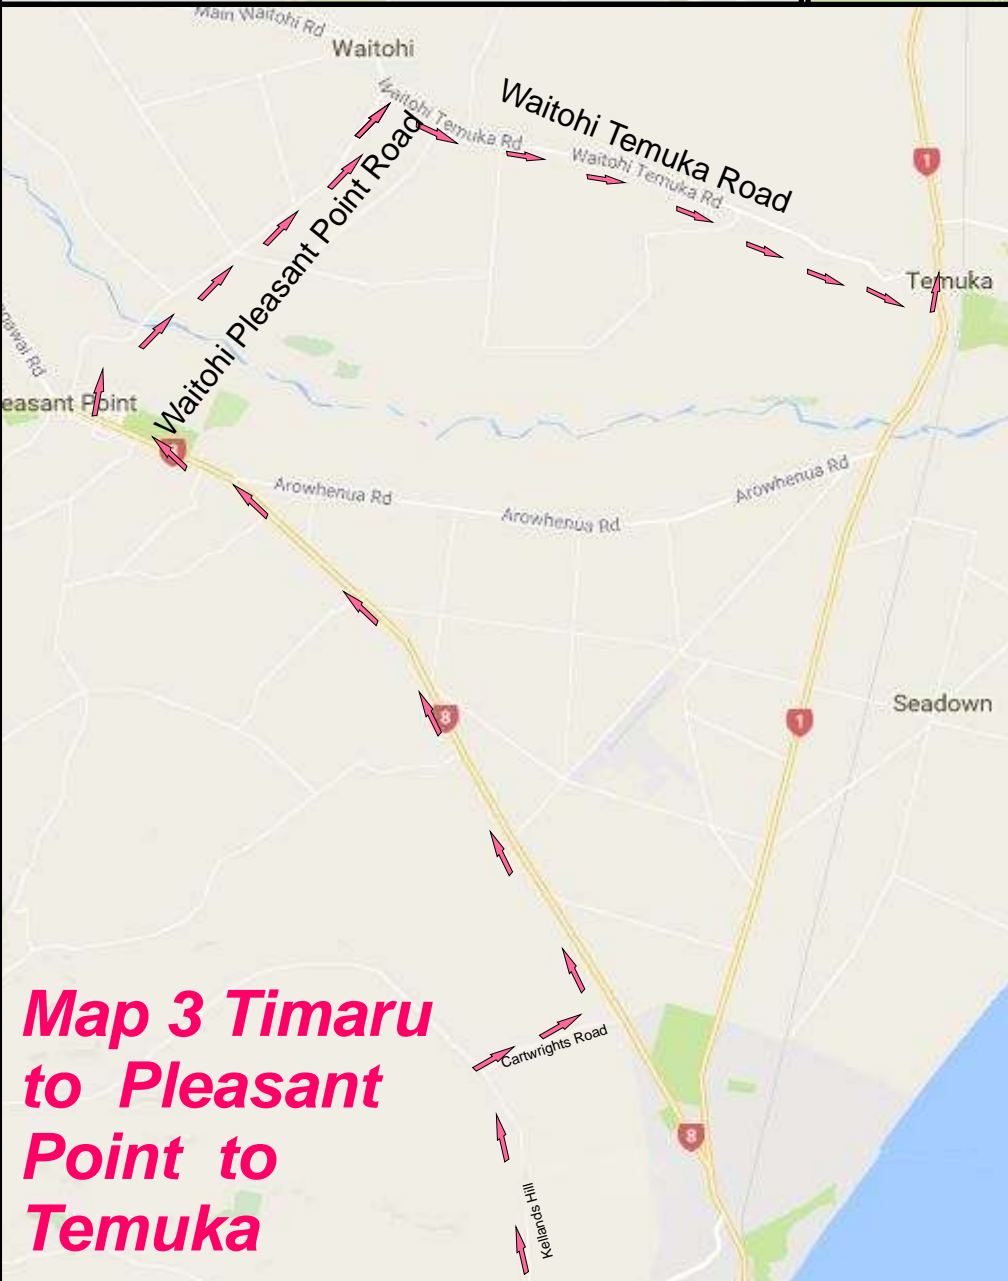 Main Waitohi Rd
Waitohi
Waitohi Temuka Rd
Waitohi Temuka Road
Waitohi Temuka Rd
1
Waitohi Pleasant Point Road
Temuka
easant Point
8
Arowhenua Rd
Arowhenua Rd
Arowhenua Rd
Seadown
8
1
Cartwrights Road
Map 3 Timaru
to Pleasant
Point to
Temuka
8
Kellands Hill